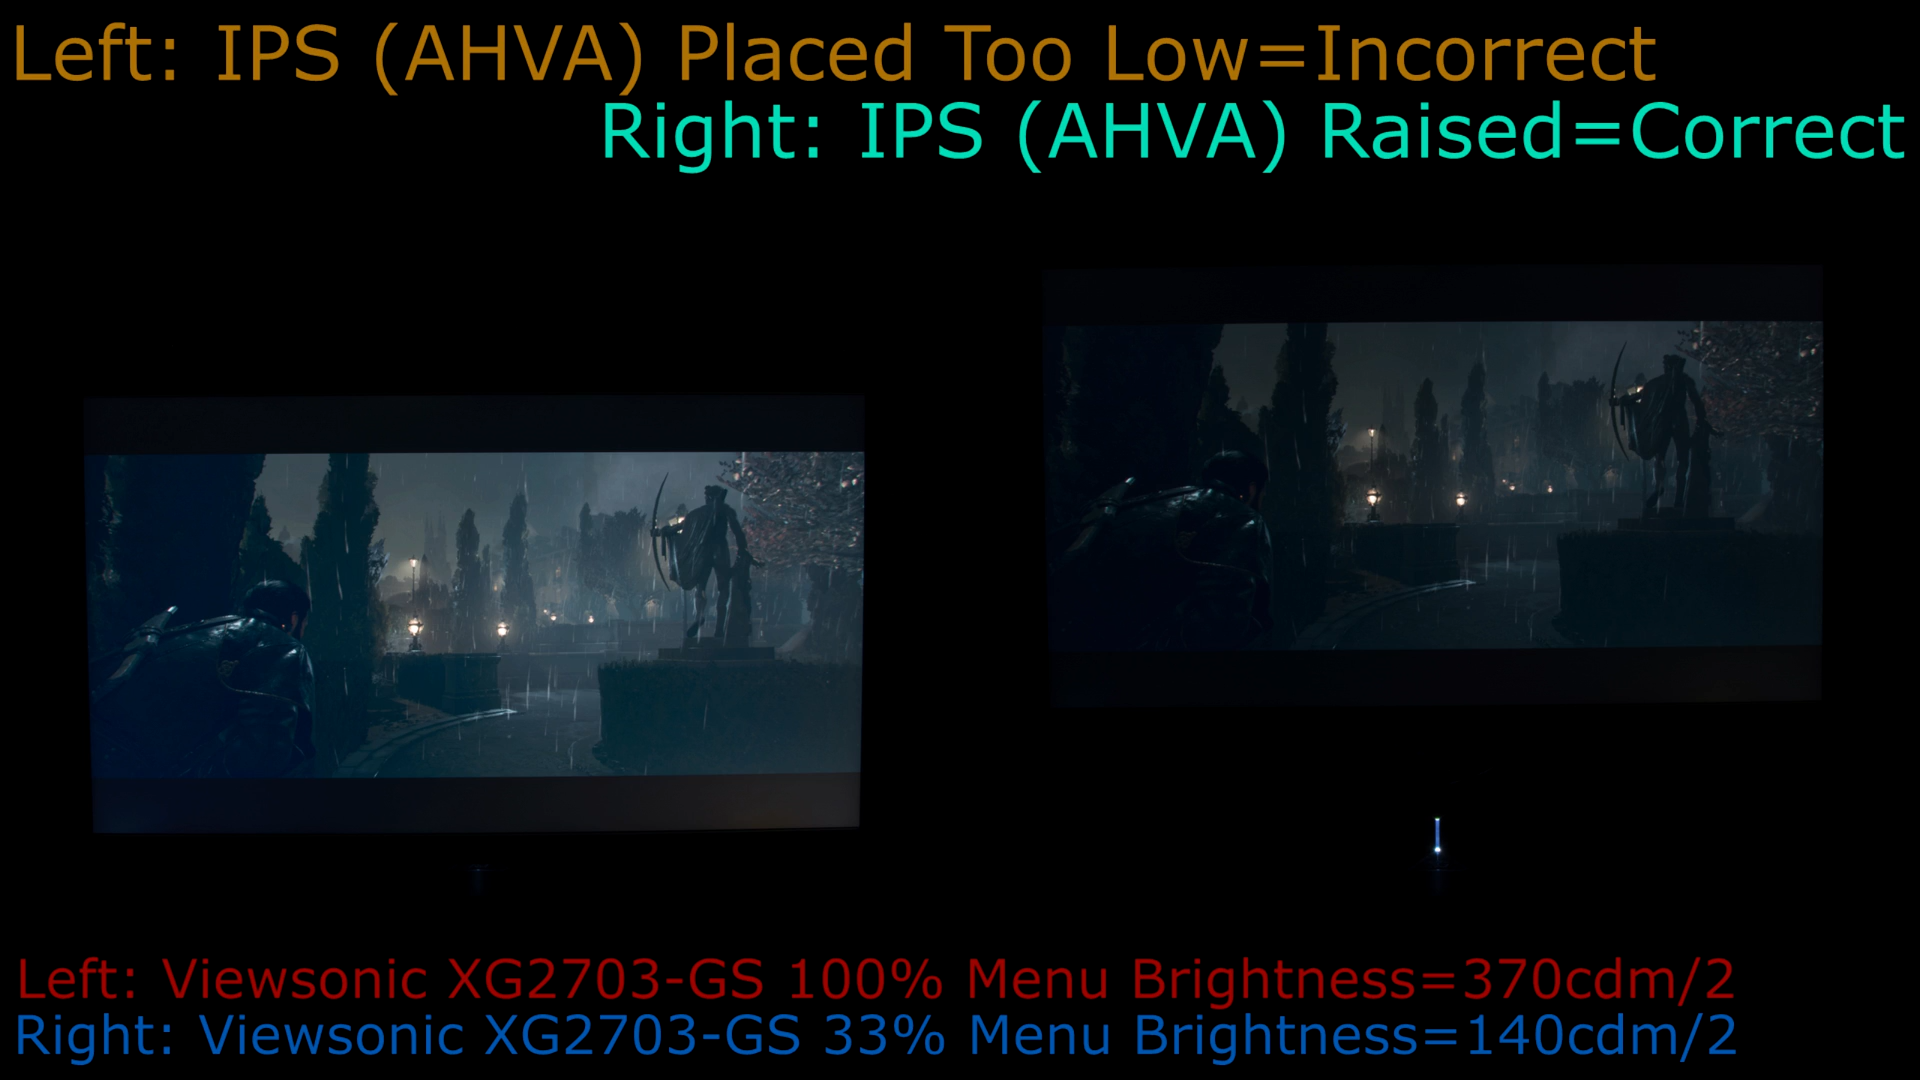 Left: IPS (AHVA) Placed Too Low=Incorrect
Right: IPS (AHVA) Raised=Correct
Left: Viewsonic XG2703-GS 100% Menu Brightness=370cdm/2
Right: Viewsonic XG2703-GS 33% Menu Brightness=140cdm/2